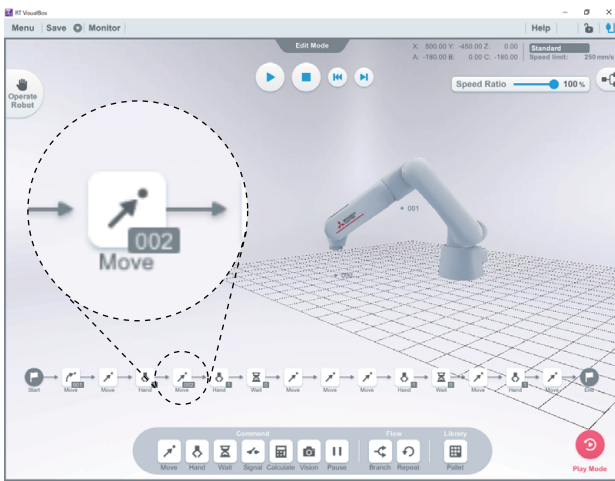 RT VisualBox
Menu Save Monitor Help
Edit Mode
X: 500.00 Y: -450.00 Z: 0.00
A: -180.00 B: 0.00 C: -180.00
Standard
Speed limit: 250 mm/s
Operate
Robot
Speed Ratio 100 %
MITSUBISHI
ELECTRIC
001
002
Move
Start Move Move Hand Move Hand Wait Move Move Move Hand Wait Move Hand Move End
Command Flow Library
Move Hand Wait Signal Calculate Vision Pause Branch Repeat Pallet
Play Mode